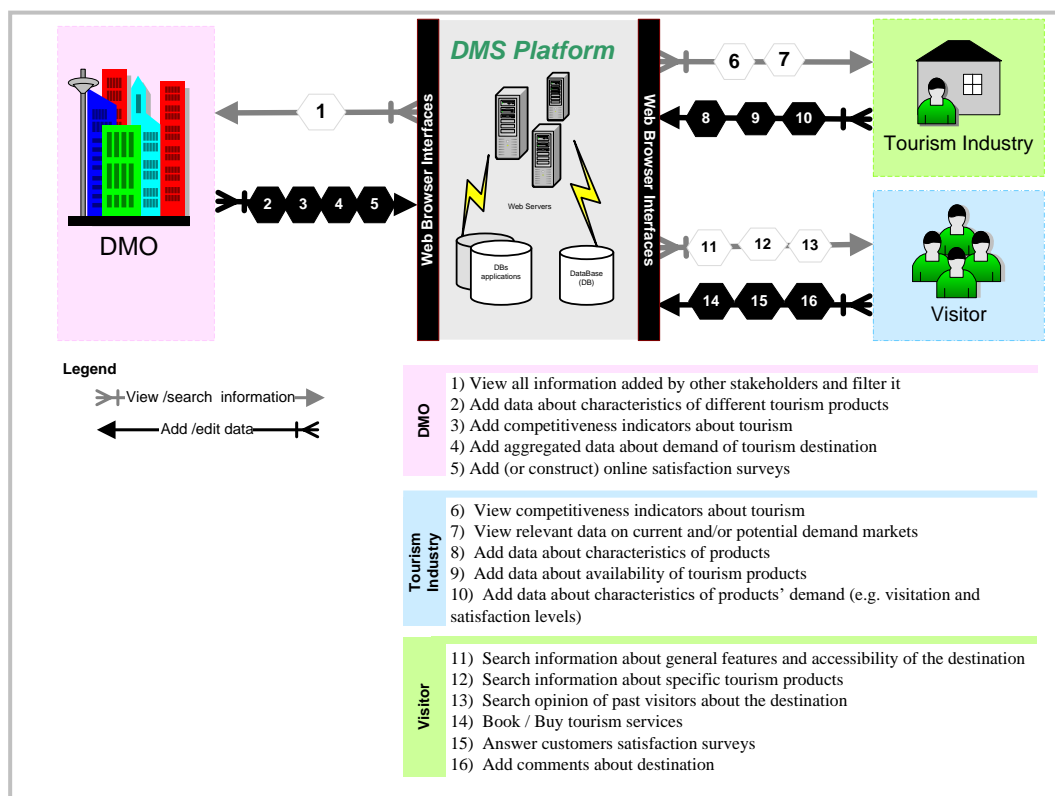 DMS Platform
1
2 3 4 5
DMO
Web Browser Interfaces
Web Servers
DBs
applications
DataBase
(DB)
Web Browser Interfaces
6 7
8 9 10
Tourism Industry
11 12 13
14 15 16
Visitor
Legend
View /search information
Add /edit data
DMO
1) View all information added by other stakeholders and filter it
2) Add data about characteristics of different tourism products
3) Add competitiveness indicators about tourism
4) Add aggregated data about demand of tourism destination
5) Add (or construct) online satisfaction surveys
Tourism
Industry
6) View competitiveness indicators about tourism
7) View relevant data on current and/or potential demand markets
8) Add data about characteristics of products
9) Add data about availability of tourism products
10) Add data about characteristics of products’ demand (e.g. visitation and
satisfaction levels)
Visitor
11) Search information about general features and accessibility of the destination
12) Search information about specific tourism products
13) Search opinion of past visitors about the destination
14) Book / Buy tourism services
15) Answer customers satisfaction surveys
16) Add comments about destination